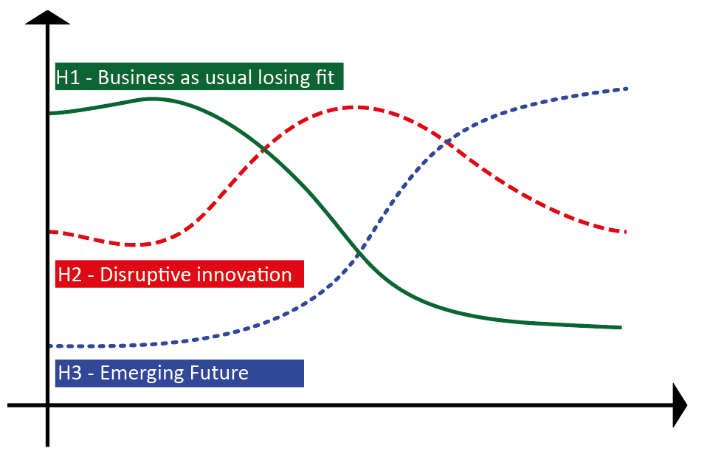 H1 - Business as usual losing fit
H2 - Disruptive innovation
H3 - Emerging Future